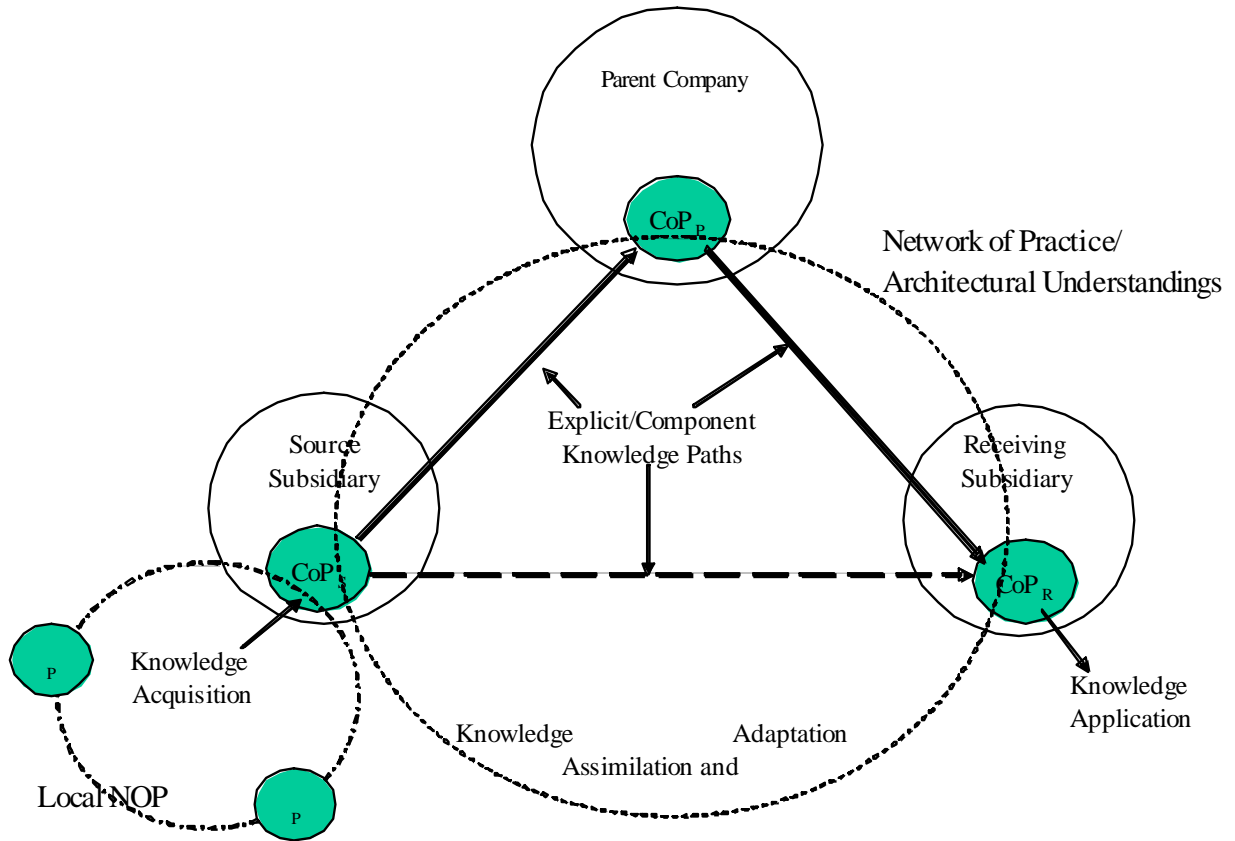 Parent Company
CoP P
Network of Practice/
Architectural Understandings
Explicit/Component
Knowledge Paths
Source
Subsidiary
Receiving
Subsidiary
CoP S
CoP R
P
Knowledge
Acquisition
Knowledge
Application
Knowledge Adaptation
Assimilation and
Local NOP
P